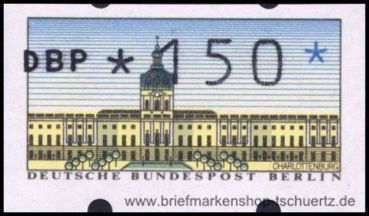 DBP *150*
CHARLOTTENBURG
DEUTSCHE BUNDESPOST BERLIN
www.briefmarkenshop-tschuertz.de